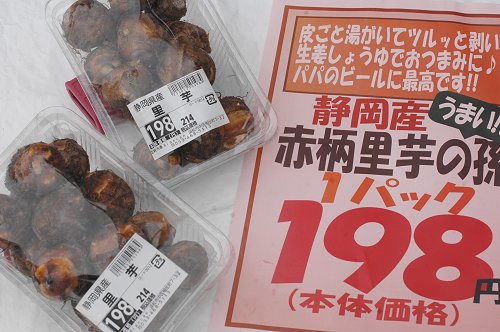 皮ごと湯がいてツルッと剥い
生姜しょうゆでおつまみに♪
パパのビールに最高です!!
静岡産
うまい!
赤柄里芋の孫
1パック
198
円
(本体価格)
静岡県産
里 芋
198 214
静岡県産
里 芋
198 214